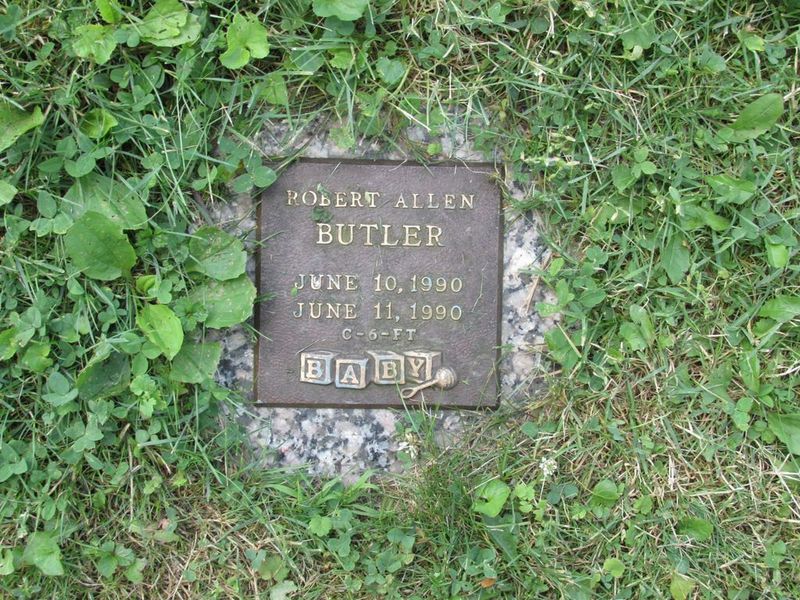 ROBERT ALLEN
BUTLER
JUNE 10, 1990
JUNE 11, 1990
C-6-FT
BABY